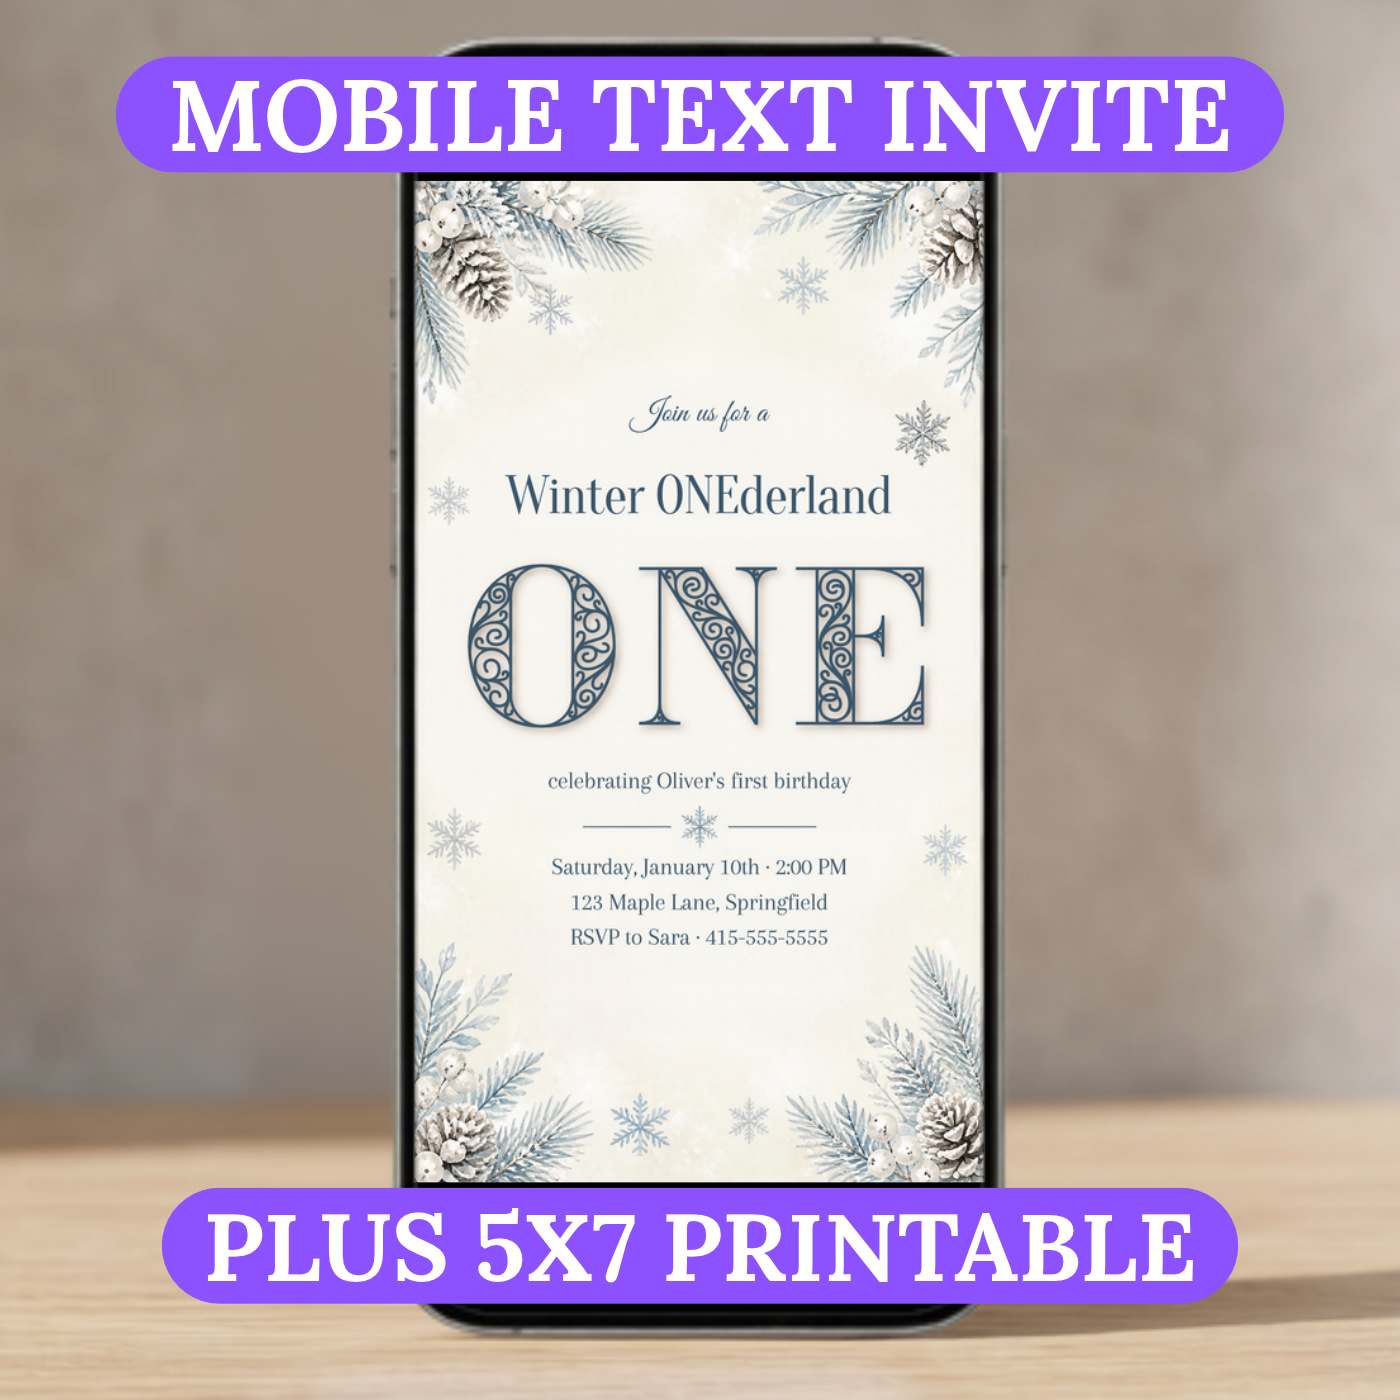 MOBILE TEXT INVITE
Join us for a
Winter ONEderland
ONE
celebrating Oliver's first birthday
Saturday, January 10th · 2:00 PM
123 Maple Lane, Springfield
RSVP to Sara · 415-555-5555
PLUS 5X7 PRINTABLE